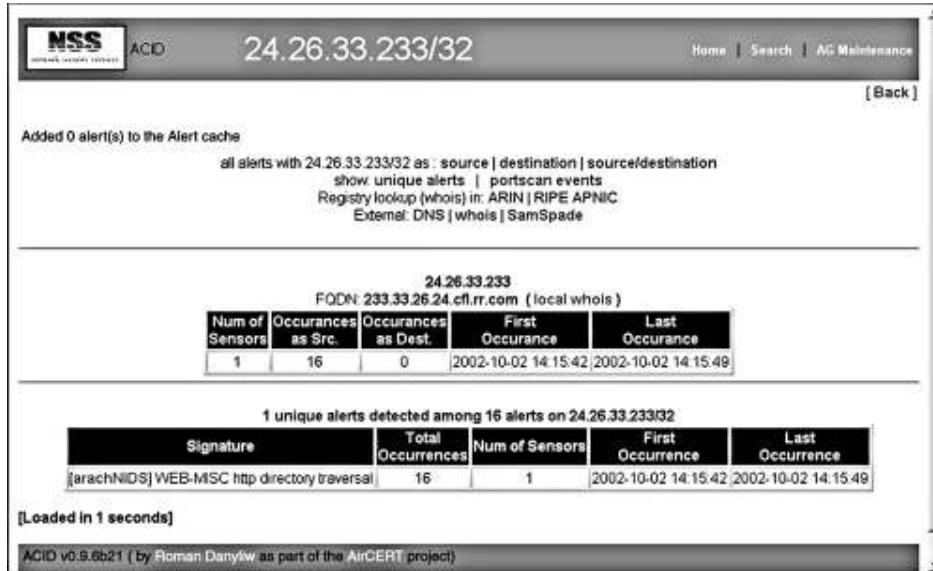 NSS
ACID
24.26.33.233/32
Home | Search | AG Maintenance
[ Back ]
Added 0 alert(s) to the Alert cache
all alerts with 24.26.33.233/32 as : source | destination | source/destination
show: unique alerts | portscan events
Registry lookup (whois) in: ARIN | RIPE APNIC
External: DNS | whois | SamSpade
24.26.33.233
FQDN: 233.33.26.24.cfl.rr.com ( local whois )
Num of Sensors Occurances as Src. Occurances as Dest. First Occurance Last Occurance
1 16 0 2002-10-02 14:15:42 2002-10-02 14:15:49
1 unique alerts detected among 16 alerts on 24.26.33.233/32
Signature Total Occurrences Num of Sensors First Occurrence Last Occurrence
[arachNIDS] WEB-MISC http directory traversal 16 1 2002-10-02 14:15:42 2002-10-02 14:15:49
[Loaded in 1 seconds]
ACID v0.9.6b21 ( by Roman Danyliw as part of the AirCERT project)